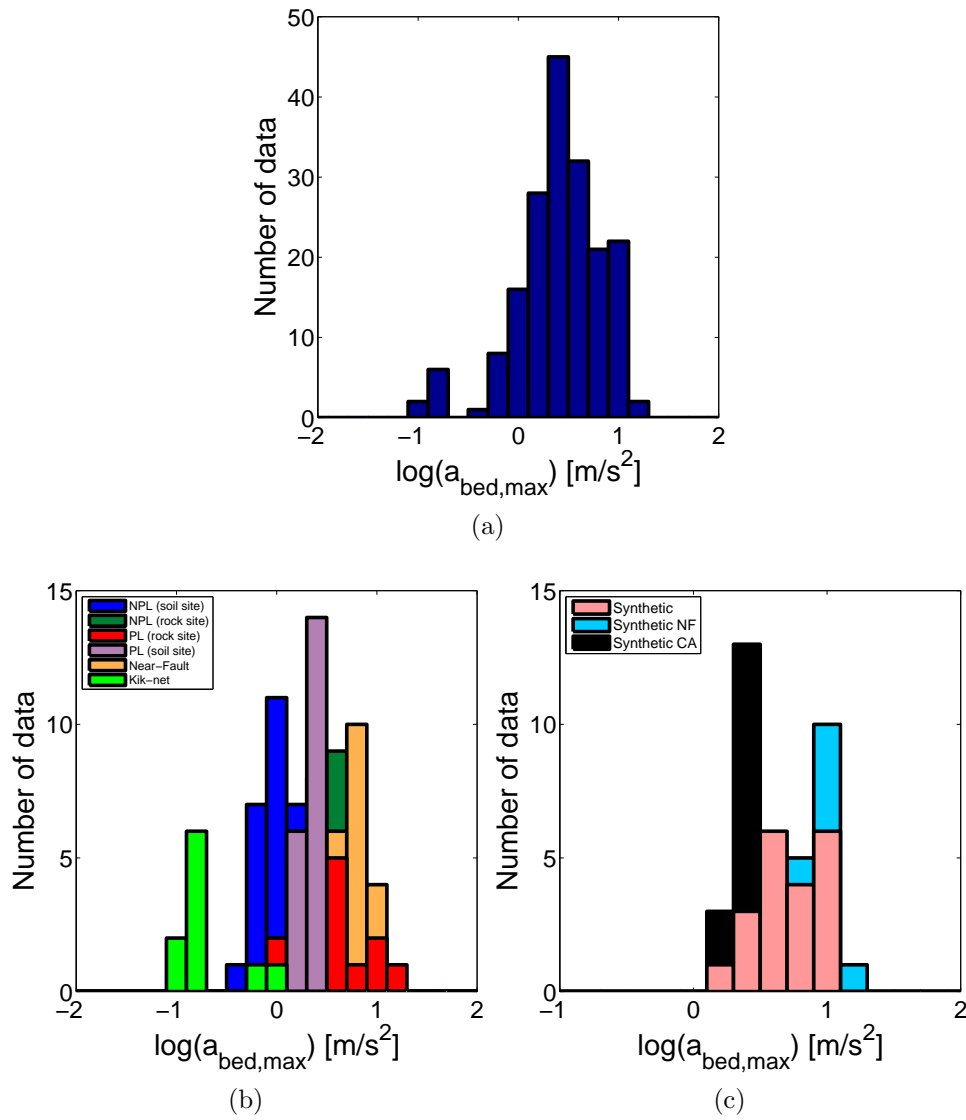 50
40
30
20
10
0
Number of data
−2 −1 0 1 2
log(a_bed,max) [m/s^2]
(a)
15
10
5
0
Number of data
NPL (soil site)
NPL (rock site)
PL (rock site)
PL (soil site)
Near−Fault
Kik−net
−2 −1 0 1 2
log(a_bed,max) [m/s^2]
(b)
15
10
5
0
Number of data
Synthetic
Synthetic NF
Synthetic CA
−1 0 1 2
log(a_bed,max) [m/s^2]
(c)